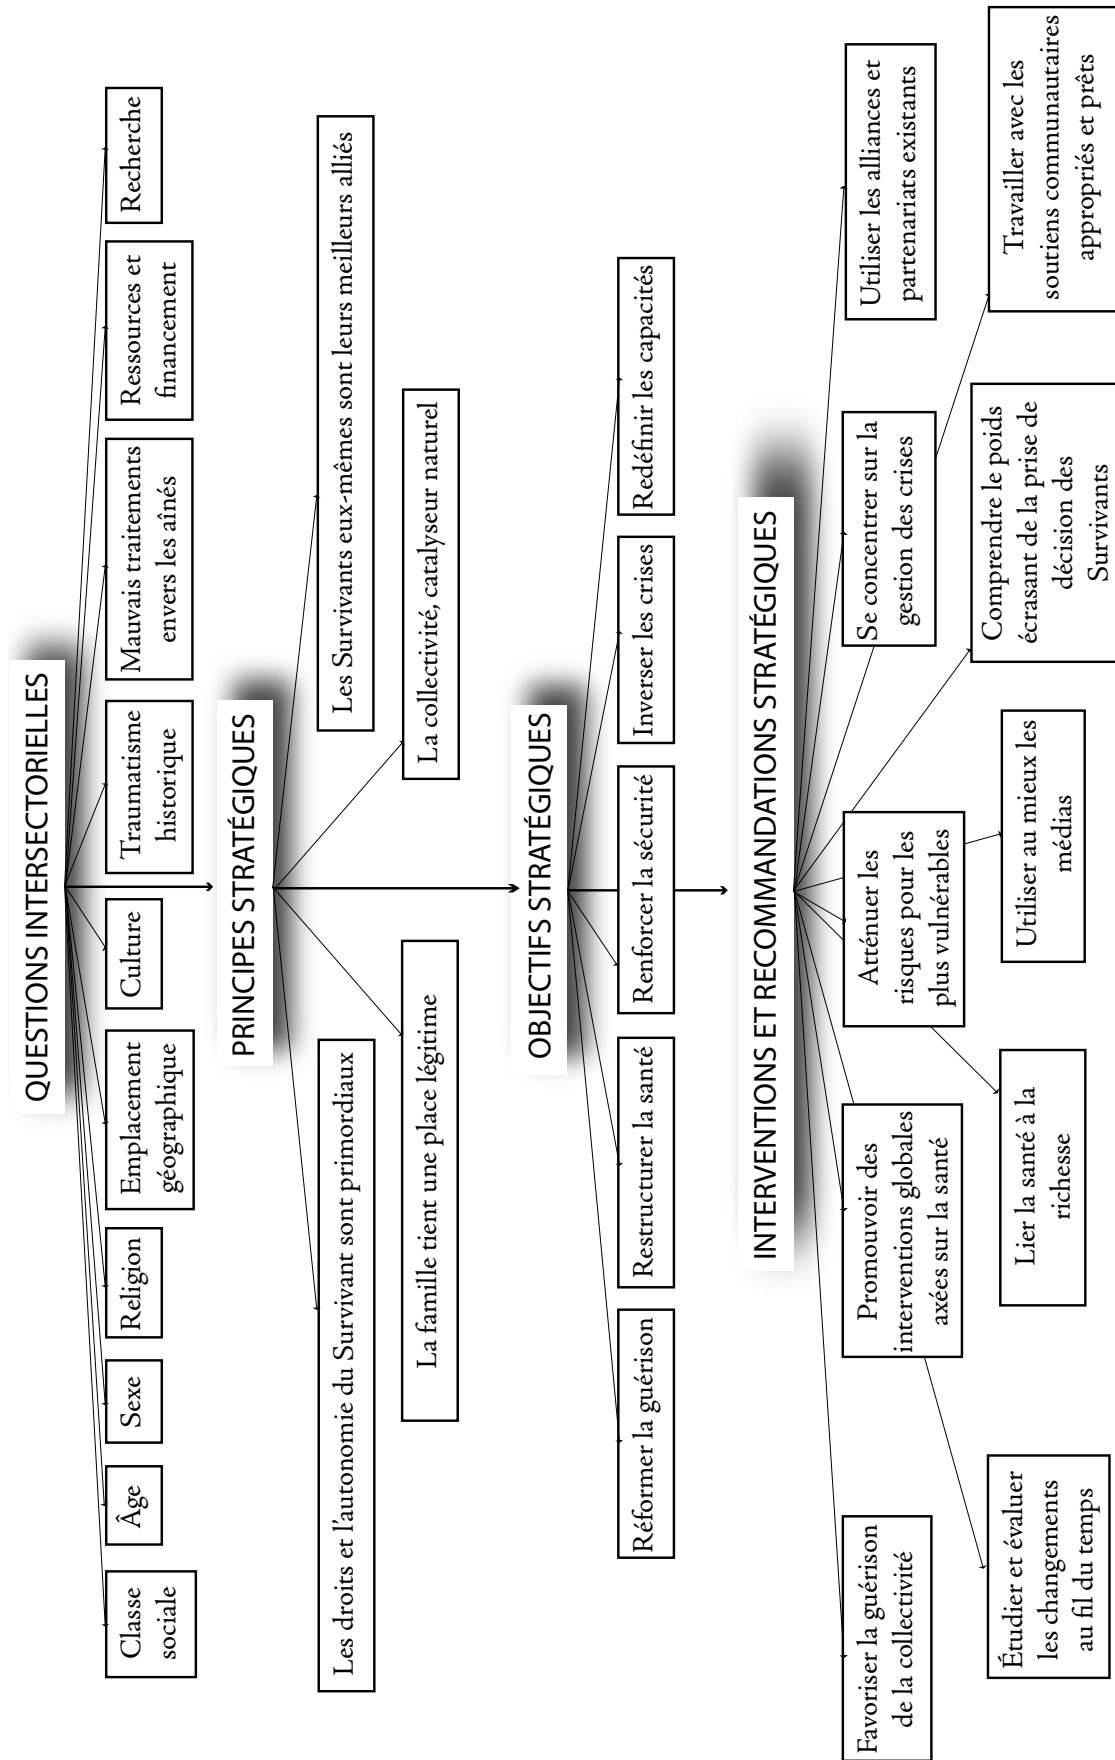 QUESTIONS INTERSECTORIELLES
Classe
sociale
Âge
Sexe
Religion
Emplacement
géographique
Culture
Traumatisme
historique
Mauvais traitements
envers les aînés
Ressources et
financement
Recherche
PRINCIPES STRATÉGIQUES
Les droits et l'autonomie du Survivant sont primordiaux
Les Survivants eux-mêmes sont leurs meilleurs alliés
La famille tient une place légitime
La collectivité, catalyseur naturel
OBJECTIFS STRATÉGIQUES
Réformer la guérison
Restructurer la santé
Renforcer la sécurité
Inverser les crises
Redéfinir les capacités
INTERVENTIONS ET RECOMMANDATIONS STRATÉGIQUES
Favoriser la guérison
de la collectivité
Promouvoir des
interventions globales
axées sur la santé
Atténuer les
risques pour les
plus vulnérables
Se concentrer sur la
gestion des crises
Utiliser les alliances et
partenariats existants
Étudier et évaluer
les changements
au fil du temps
Lier la santé à la
richesse
Utiliser au mieux les
médias
Comprendre le poids
écrasant de la prise de
décision des
Survivants
Travailler avec les
soutiens communautaires
appropriés et prêts